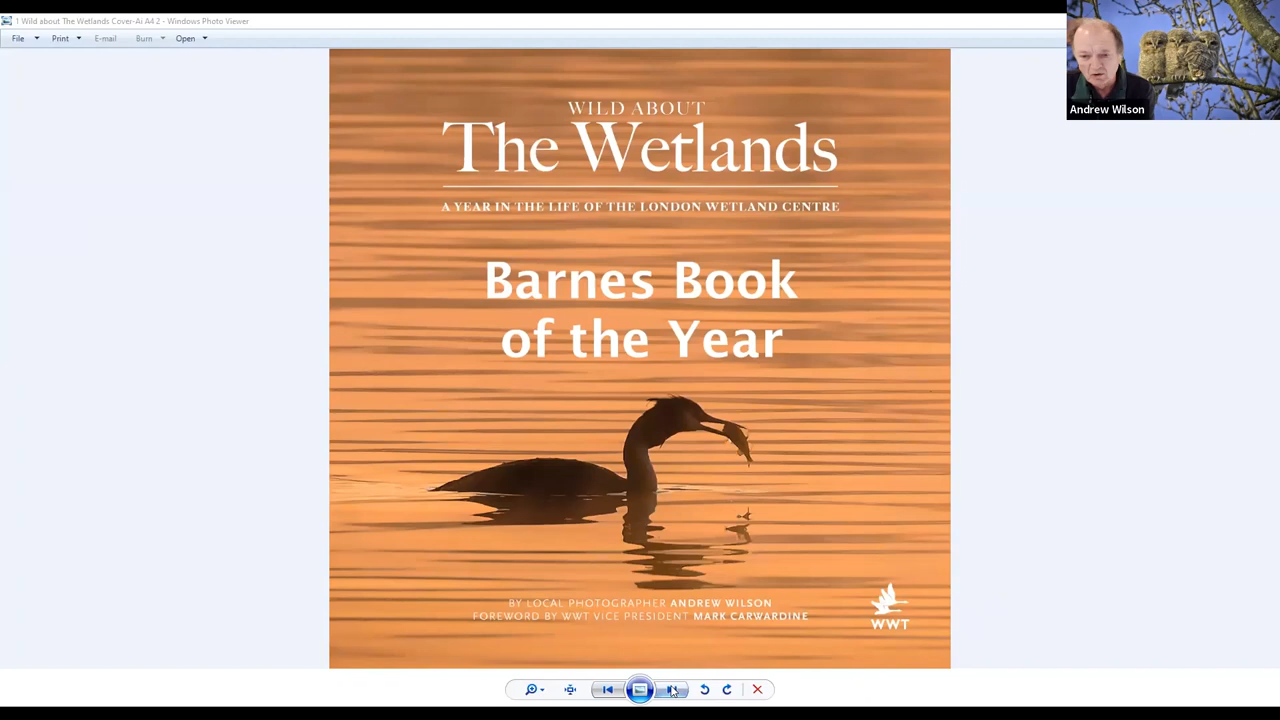 1 Wild about The Wetlands Cover-Ai A4 2 - Windows Photo Viewer
File Print E-mail Burn Open
Andrew Wilson
WILD ABOUT
The Wetlands
A YEAR IN THE LIFE OF THE LONDON WETLAND CENTRE
Barnes Book
of the Year
BY LOCAL PHOTOGRAPHER ANDREW WILSON
FOREWORD BY WWT VICE PRESIDENT MARK CARWARDINE
WWT